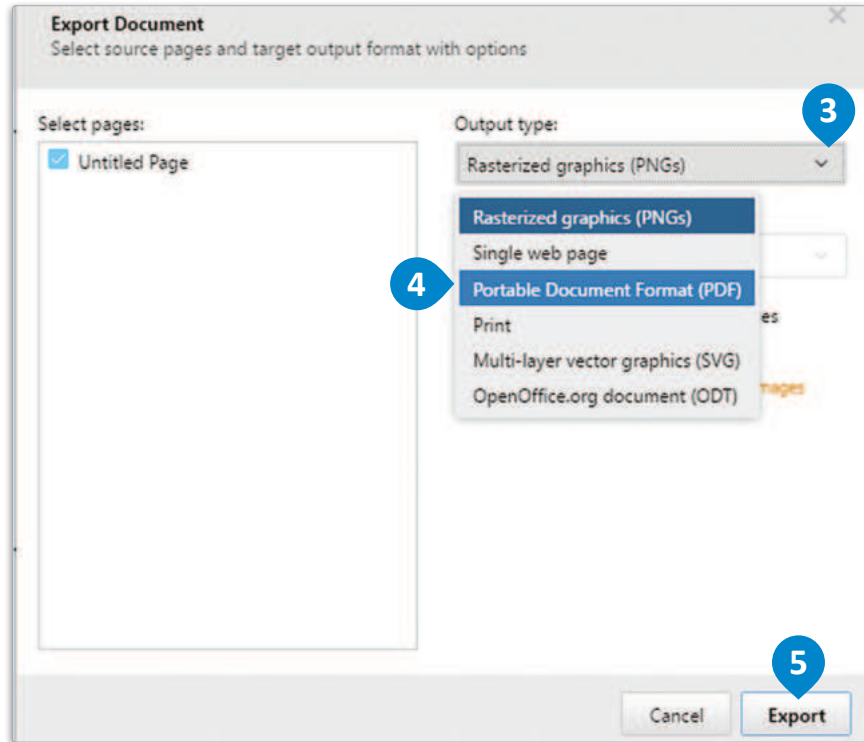 Export Document
Select source pages and target output format with options
Select pages:
Untitled Page
Output type:
3
Rasterized graphics (PNGs)
Rasterized graphics (PNGs)
Single web page
4
Portable Document Format (PDF)
Print
es
Multi-layer vector graphics (SVG)
mages
OpenOffice.org document (ODT)
5
Cancel
Export